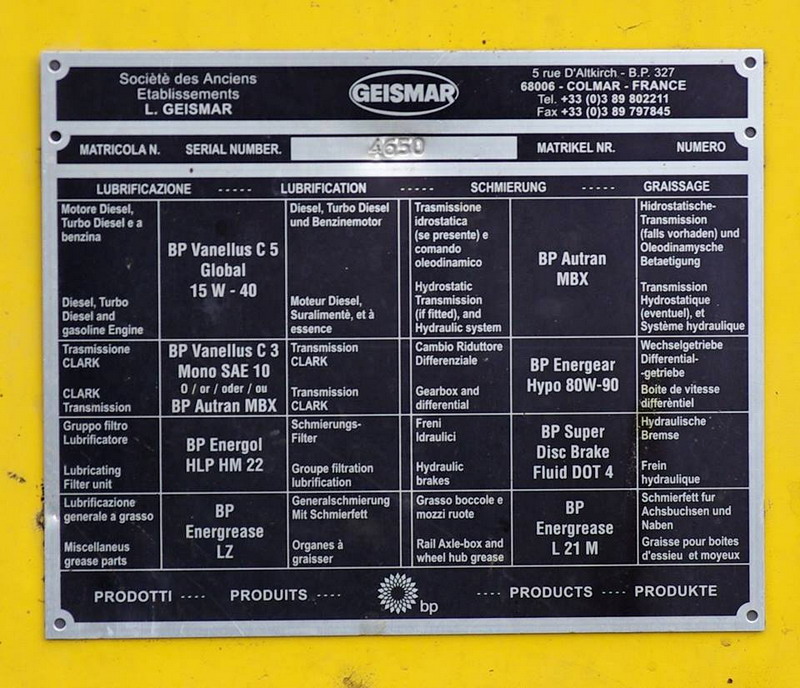 Socièté des Anciens
Etablissements
L. GEISMAR
GEISMAR
5 rue D'Altkirch - B.P. 327
68006 - COLMAR - FRANCE
Tel. +33 (0)3 89 802211
Fax +33 (0)3 89 797845
MATRICOLA N. SERIAL NUMBER. 4650 MATRIKEL NR. NUMERO
LUBRIFICAZIONE ----- LUBRIFICATION ----- SCHMIERUNG ----- GRAISSAGE
Motore Diesel,
Turbo Diesel e a
benzina
Diesel, Turbo
Diesel and
gasoline Engine
BP Vanellus C 5
Global
15 W - 40
Diesel, Turbo Diesel
und Benzinemotor
Moteur Diesel,
Suralimentè, et à
essence
Trasmissione
idrostatica
(se presente) e
comando
oleodinamico
Hydrostatic
Transmission
(if fitted), and
Hydraulic system
BP Autran
MBX
Hidrostatische-
Transmission
(falls vorhaden) und
Oleodinamysche
Betaetigung
Transmission
Hydrostatique
(eventuel), et
Système hydraulique
Trasmissione
CLARK
CLARK
Transmission
BP Vanellus C 3
Mono SAE 10
O / or / oder / ou
BP Autran MBX
Transmission
CLARK
Transmission
CLARK
Cambio Riduttore
Differenziale
Gearbox and
differential
BP Energear
Hypo 80W-90
Wechselgetriebe
Differential-
-getriebe
Boite de vitesse
différèntiel
Gruppo filtro
Lubrificatore
Lubricating
Filter unit
BP Energol
HLP HM 22
Schmierungs-
Filter
Groupe filtration
lubrification
Freni
Idraulici
Hydraulic
brakes
BP Super
Disc Brake
Fluid DOT 4
Hydraulische
Bremse
Frein
hydraulique
Lubrificazione
generale a grasso
Miscellaneus
grease parts
BP
Energrease
LZ
Generalschmierung
Mit Schmierfett
Organes à
graisser
Grasso boccole e
mozzi ruote
Rail Axle-box and
wheel hub grease
BP
Energrease
L 21 M
Schmierfett fur
Achsbuchsen und
Naben
Graisse pour boites
d'essieu et moyeux
PRODOTTI ---- PRODUITS ---- bp ---- PRODUCTS ---- PRODUKTE